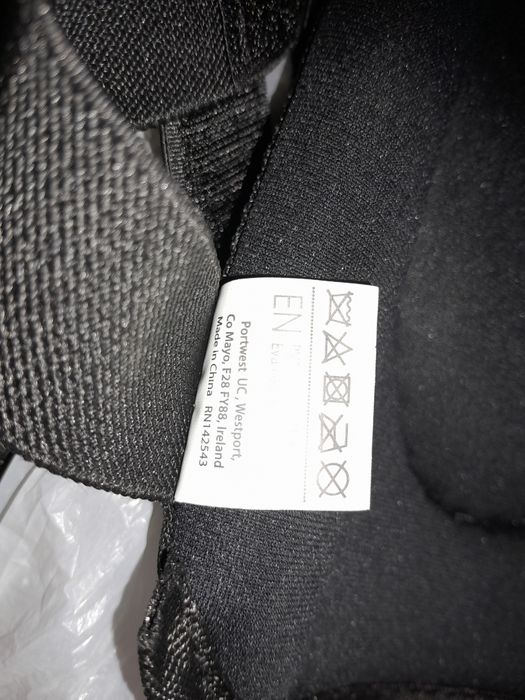 EN
Portwest UC, Westport,
Co Mayo, F28 FY88, Ireland
Made in China RN142543